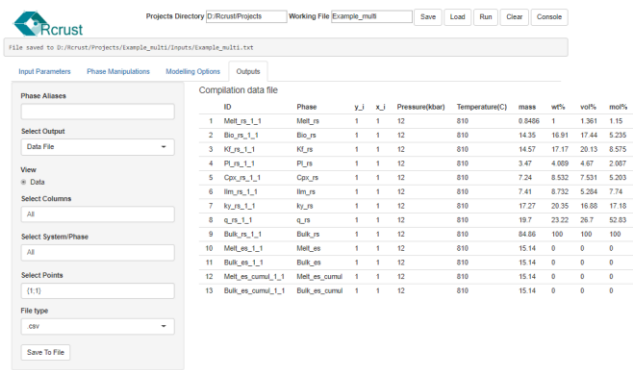 Rcrust
Projects Directory D:/Rcrust/Projects Working File Example_multi Save Load Run Clear Console
File saved to D:/Rcrust/Projects/Example_multi/Inputs/Example_multi.txt
Input Parameters Phase Manipulations Modelling Options Outputs
Phase Aliases
Select Output
Data File
View
Data
Select Columns
All
Select System/Phase
All
Select Points
{1;1}
File type
.csv
Save To File
Compilation data file
ID Phase y_i x_i Pressure(kbar) Temperature(C) mass wt% vol% mol%
1 Melt_rs_1_1 Melt_rs 1 1 12 810 0.8486 1 1.361 1.15
2 Bio_rs_1_1 Bio_rs 1 1 12 810 14.35 16.91 17.44 5.235
3 Kf_rs_1_1 Kf_rs 1 1 12 810 14.57 17.17 20.13 8.575
4 Pl_rs_1_1 Pl_rs 1 1 12 810 3.47 4.089 4.67 2.087
5 Cpx_rs_1_1 Cpx_rs 1 1 12 810 7.24 8.532 7.531 5.203
6 Ilm_rs_1_1 Ilm_rs 1 1 12 810 7.41 8.732 5.284 7.74
7 ky_rs_1_1 ky_rs 1 1 12 810 17.27 20.35 16.88 17.18
8 q_rs_1_1 q_rs 1 1 12 810 19.7 23.22 26.7 52.83
9 Bulk_rs_1_1 Bulk_rs 1 1 12 810 84.86 100 100 100
10 Melt_es_1_1 Melt_es 1 1 12 810 15.14 0 0 0
11 Bulk_es_1_1 Bulk_es 1 1 12 810 15.14 0 0 0
12 Melt_es_cumul_1_1 Melt_es_cumul 1 1 12 810 15.14 0 0 0
13 Bulk_es_cumul_1_1 Bulk_es_cumul 1 1 12 810 15.14 0 0 0